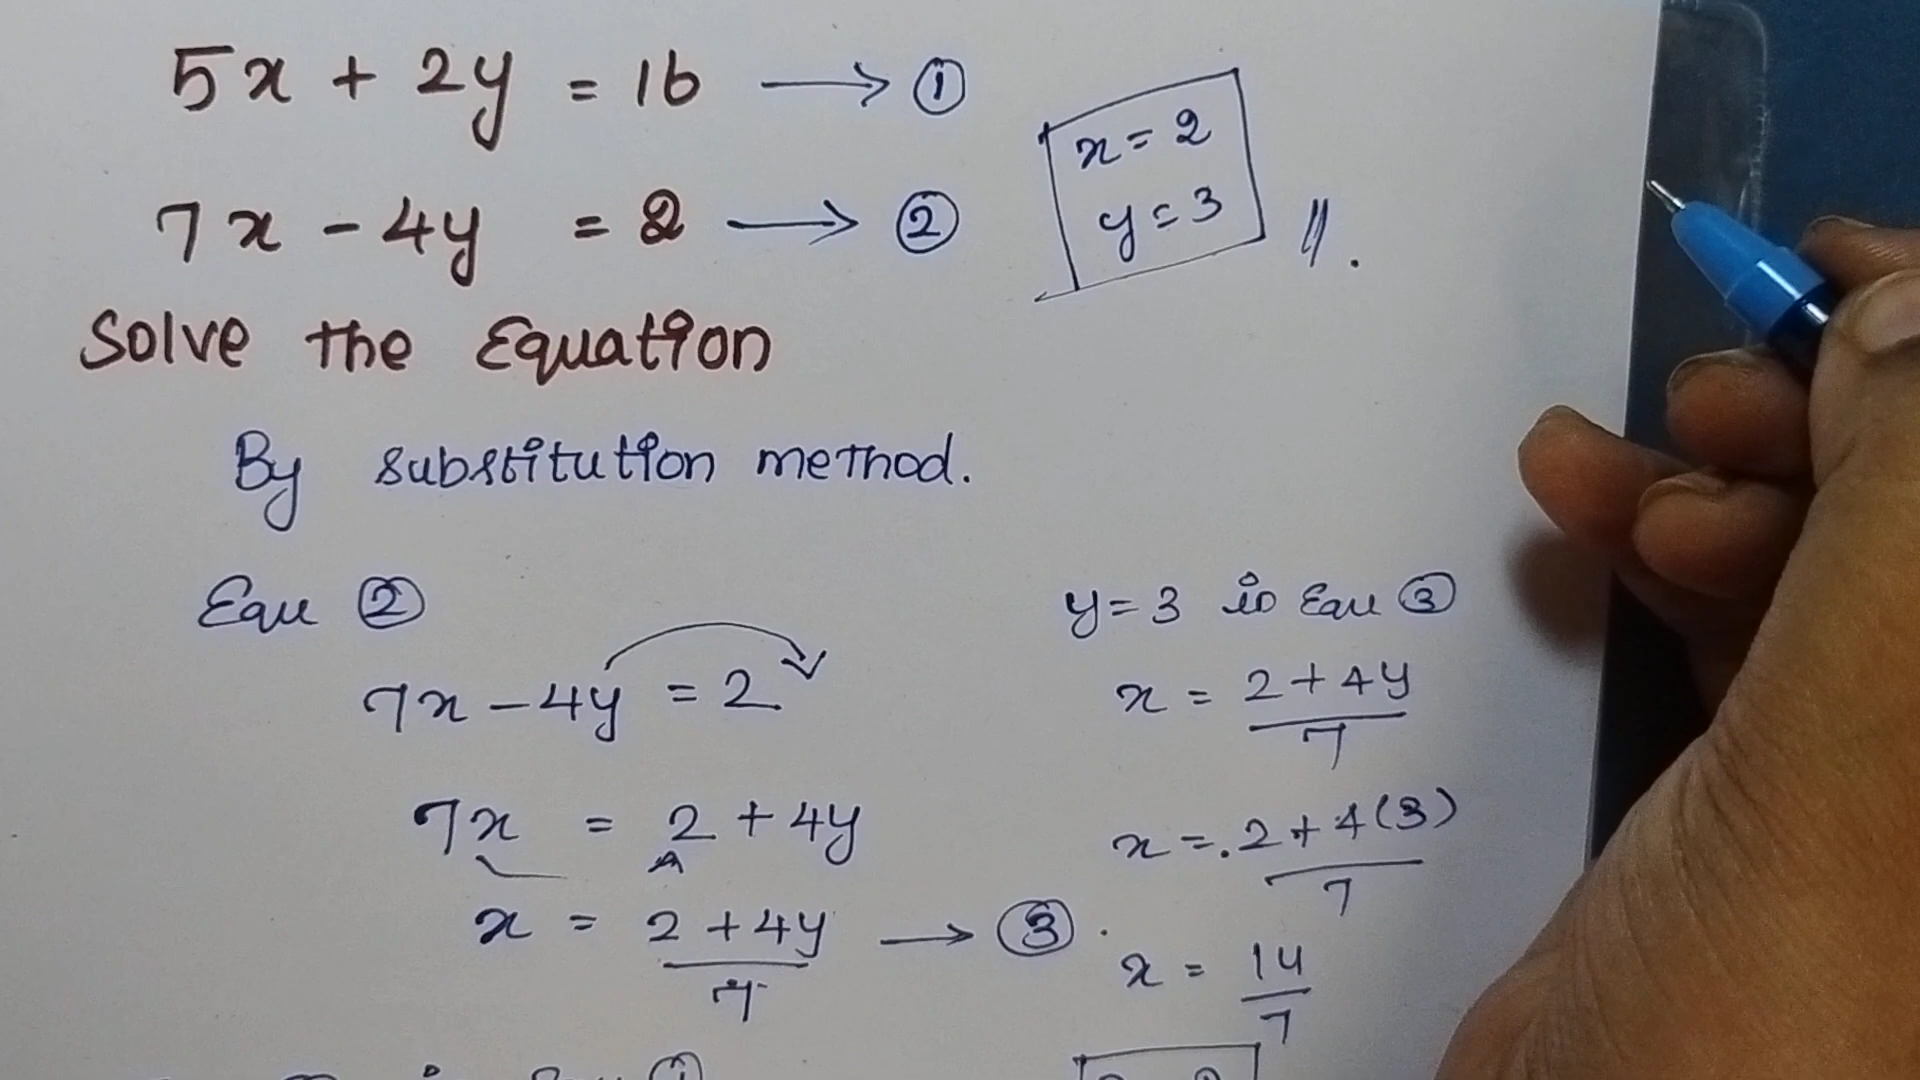 5x + 2y = 16 → ①
7x - 4y = 2 → ②
x = 2
y = 3 //.
Solve the Equation
By substitution method.
Equ ②
7x - 4y = 2
7x = 2 + 4y
x = 2 + 4y / 7 → ③
y = 3 in Equ ③
x = 2 + 4y / 7
x = 2 + 4(3) / 7
x = 14 / 7